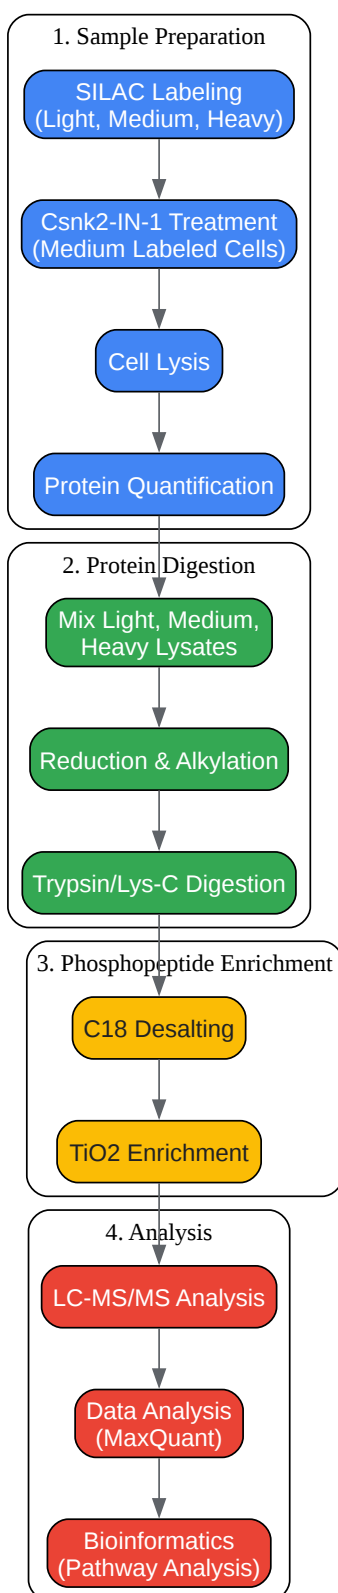 1. Sample Preparation
SILAC Labeling
(Light, Medium, Heavy)
Csnk2-IN-1 Treatment
(Medium Labeled Cells)
Cell Lysis
Protein Quantification
2. Protein Digestion
Mix Light, Medium,
Heavy Lysates
Reduction & Alkylation
Trypsin/Lys-C Digestion
3. Phosphopeptide Enrichment
C18 Desalting
TiO2 Enrichment
4. Analysis
LC-MS/MS Analysis
Data Analysis
(MaxQuant)
Bioinformatics
(Pathway Analysis)